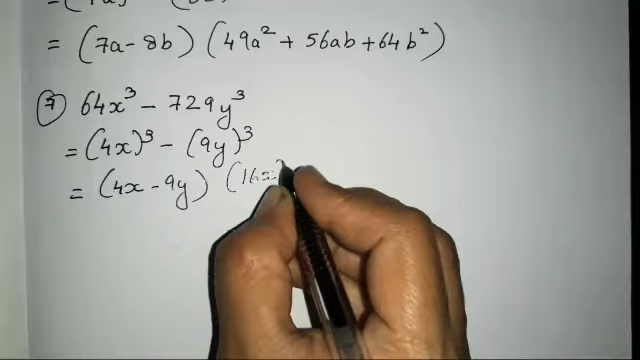 = (7a - 8b) (49a² + 56ab + 64b²)
⑦ 64x³ - 729y³
= (4x)³ - (9y)³
= (4x - 9y) (16x²